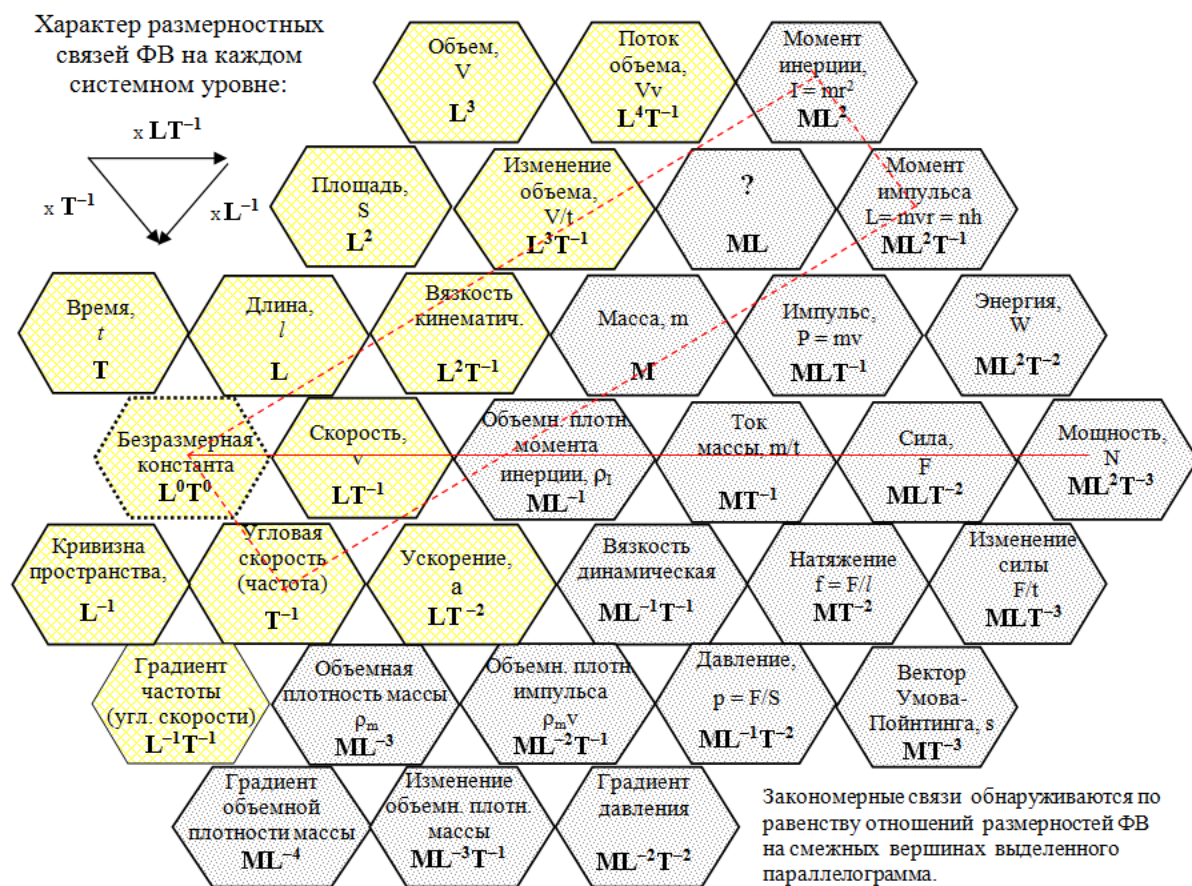 Характер размерностных
связей ФВ на каждом
системном уровне:
x LT⁻¹
x T⁻¹
x L⁻¹
Объем,
V
L³
Поток
объема,
Vv
L⁴T⁻¹
Момент
инерции,
I = mr²
ML²
Площадь,
S
L²
Изменение
объема,
V/t
L³T⁻¹
?
ML
Момент
импульса
L= mvr = nh
ML²T⁻¹
Время,
t
T
Длина,
l
L
Вязкость
кинематич.
L²T⁻¹
Масса, m
M
Импульс,
P = mv
MLT⁻¹
Энергия,
W
ML²T⁻²
Безразмерная
константа
L⁰T⁰
Скорость,
v
LT⁻¹
Объемн. плотн.
момента
инерции, ρI
ML⁻¹
Ток
массы, m/t
MT⁻¹
Сила,
F
MLT⁻²
Мощность,
N
ML²T⁻³
Кривизна
пространства,
L⁻¹
Угловая
скорость
(частота)
T⁻¹
Ускорение,
a
LT⁻²
Вязкость
динамическая
ML⁻¹T⁻¹
Натяжение
f = F/l
MT⁻²
Изменение
силы
F/t
MLT⁻³
Градиент
частоты
(угл. скорости)
L⁻¹T⁻¹
Объемная
плотность массы
ρm
ML⁻³
Объемн. плотн.
импульса
ρmv
ML⁻²T⁻¹
Давление,
p = F/S
ML⁻¹T⁻²
Вектор
Умова-
Пойнтинга, s
MT⁻³
Градиент
объемной
плотности массы
ML⁻⁴
Изменение
объемн. плотн.
массы
ML⁻³T⁻¹
Градиент
давления
ML⁻²T⁻²
Закономерные связи обнаруживаются по
равенству отношений размерностей ФВ
на смежных вершинах выделенного
параллелограмма.